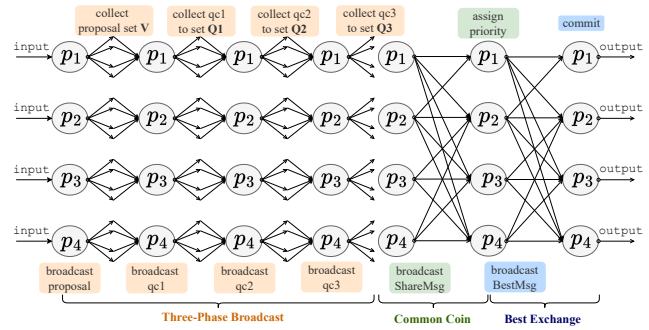 collect
proposal set V
collect qc1
to set Q1
collect qc2
to set Q2
collect qc3
to set Q3
assign
priority
commit
input p1 p1 p1 p1 p1 p1 p1 output
input p2 p2 p2 p2 p2 p2 p2 output
input p3 p3 p3 p3 p3 p3 p3 output
input p4 p4 p4 p4 p4 p4 p4 output
broadcast
proposal
broadcast
qc1
broadcast
qc2
broadcast
qc3
broadcast
ShareMsg
broadcast
BestMsg
Three-Phase Broadcast
Common Coin
Best Exchange